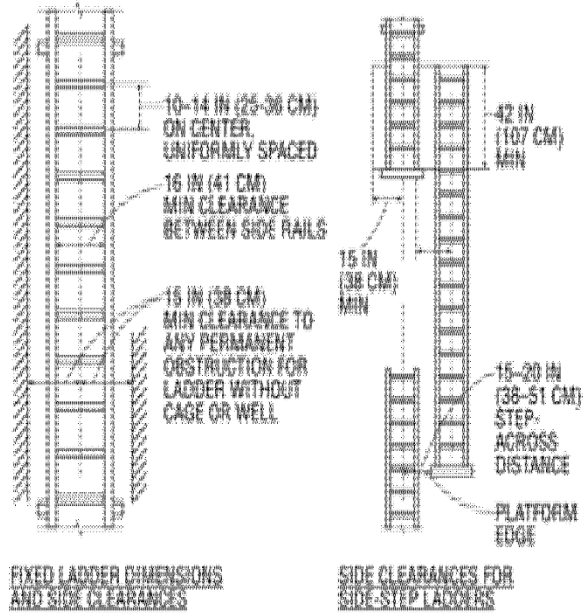 10–14 IN (25-36 CM)
ON CENTER,
UNIFORMLY SPACED
16 IN (41 CM)
MIN CLEARANCE
BETWEEN SIDE RAILS
15 IN (38 CM)
MIN CLEARANCE TO
ANY PERMANENT
OBSTRUCTION FOR
LADDER WITHOUT
CAGE OR WELL
FIXED LADDER DIMENSIONS
AND SIDE CLEARANCES
42 IN
(107 CM)
MIN
15 IN
(38 CM)
MIN
15–20 IN
(38–51 CM)
STEP-
ACROSS
DISTANCE
PLATFORM
EDGE
SIDE CLEARANCES FOR
SIDE-STEP LADDERS